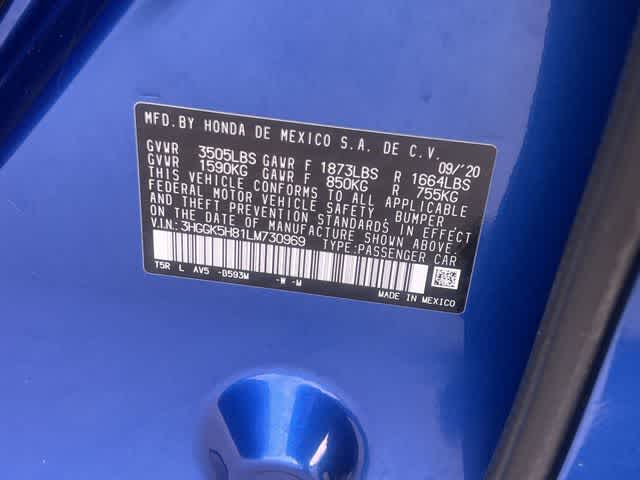 MFD.BY HONDA DE MEXICO S.A. DE C.V.
09/'20
GVWR 3505LBS GAWR F 1873LBS R 1664LBS
GVWR 1590KG GAWR F 850KG R 755KG
THIS VEHICLE CONFORMS TO ALL APPLICABLE
FEDERAL MOTOR VEHICLE SAFETY, BUMPER,
AND THEFT PREVENTION STANDARDS IN EFFECT
ON THE DATE OF MANUFACTURE SHOWN ABOVE.
V.I.N.:3HGGK5H81LM730969 TYPE:PASSENGER CAR
T5R L AV5 -B593M -W -M
MADE IN MEXICO